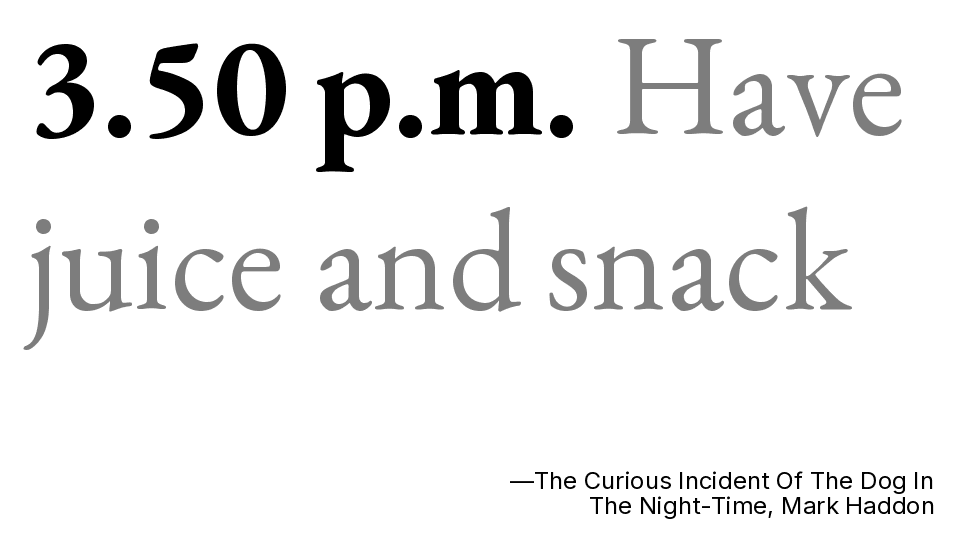 3.50 p.m. Have
juice and snack
—The Curious Incident Of The Dog In
The Night-Time, Mark Haddon